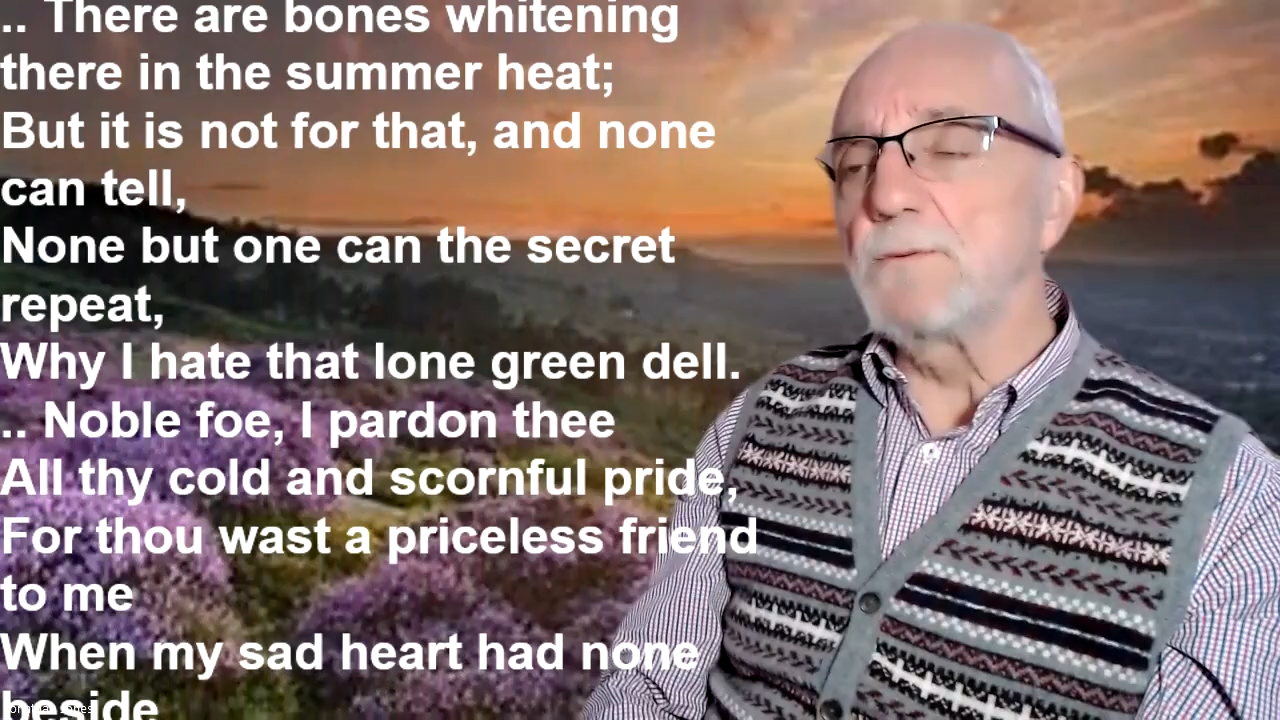 .. There are bones whitening
there in the summer heat;
But it is not for that, and none
can tell,
None but one can the secret
repeat,
Why I hate that lone green dell.
.. Noble foe, I pardon thee
All thy cold and scornful pride,
For thou wast a priceless friend
to me
When my sad heart had none
beside